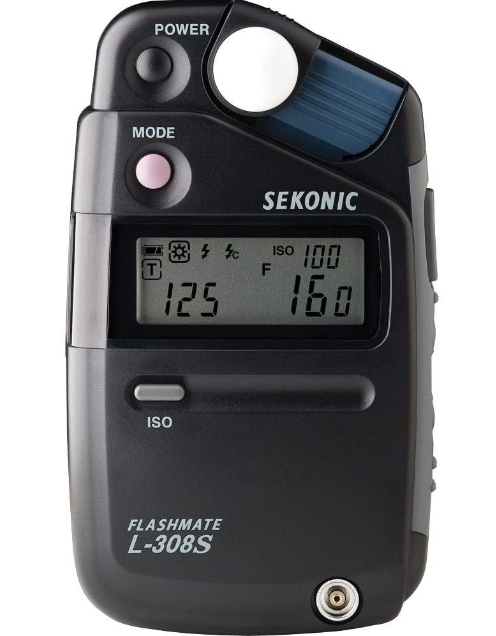 POWER
MODE
SEKONIC
ISO 100
T F
125 16 0
ISO
FLASHMATE
L-308S